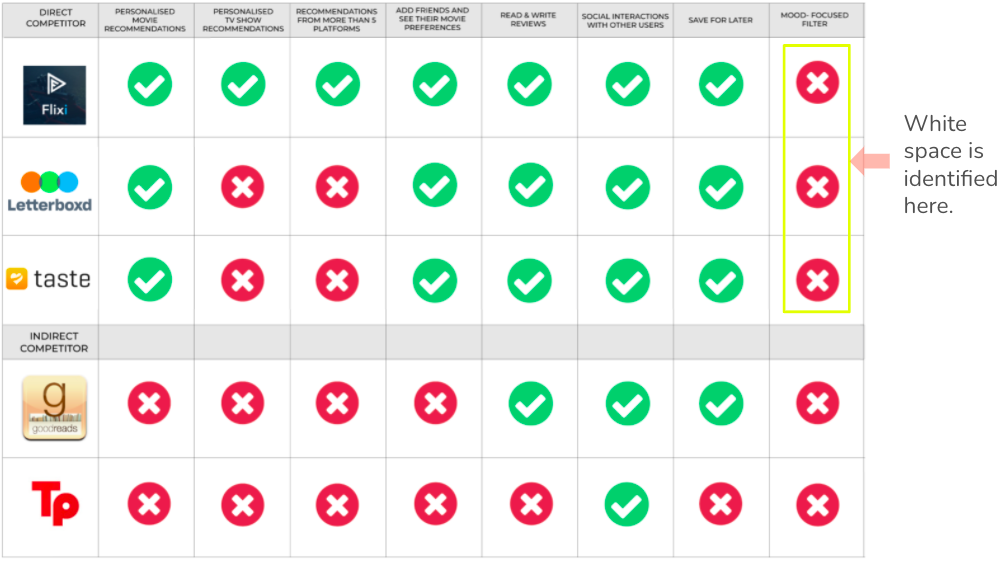 DIRECT
COMPETITOR
PERSONALISED
MOVIE
RECOMMENDATIONS
PERSONALISED
TV SHOW
RECOMMENDATIONS
RECOMMENDATIONS
FROM MORE THAN 5
PLATFORMS
ADD FRIENDS AND
SEE THEIR MOVIE
PREFERENCES
READ & WRITE
REVIEWS
SOCIAL INTERACTIONS
WITH OTHER USERS
SAVE FOR LATER
MOOD- FOCUSED
FILTER
Flixi
White
space is
identified
here.
Letterboxd
taste
INDIRECT
COMPETITOR
g
goodreads
Tp